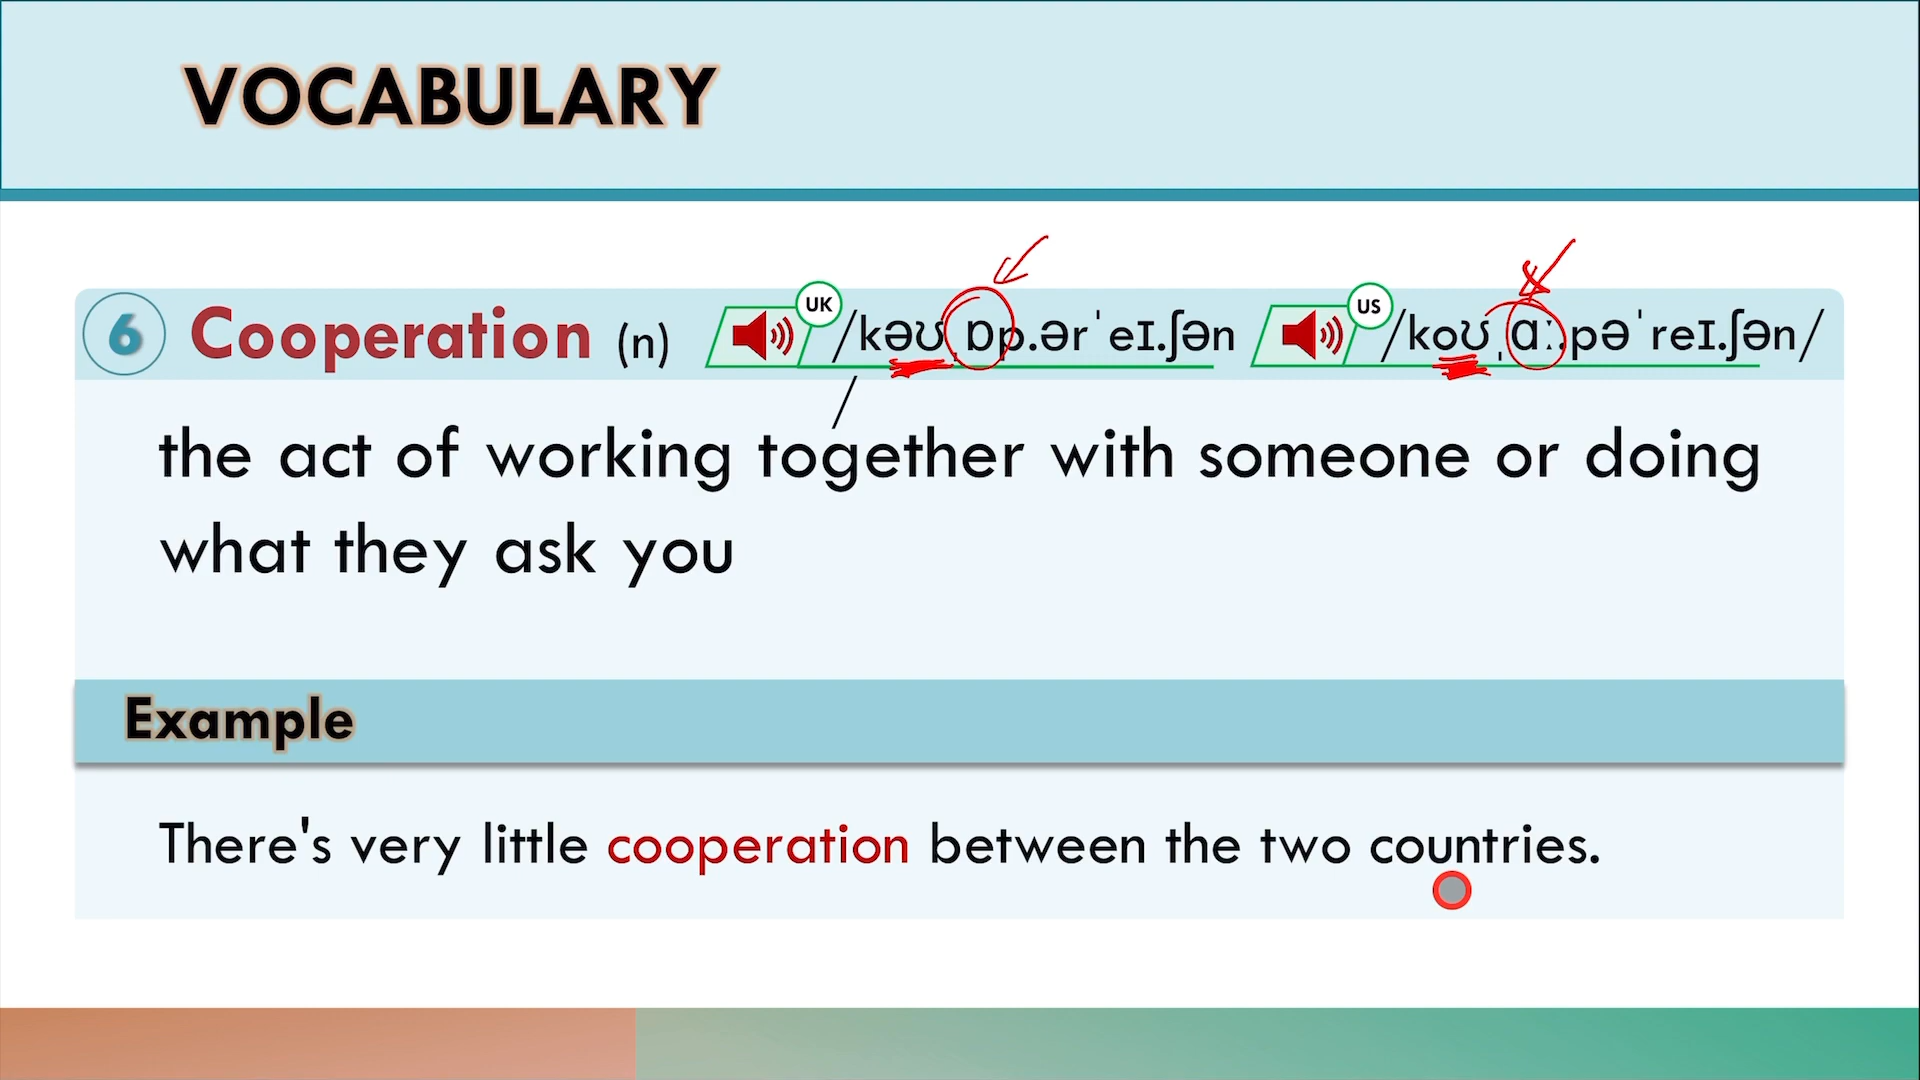 VOCABULARY
6 Cooperation (n) UK /kəʊˌɒp.ərˈeɪ.ʃən/ US /koʊˌɑː.pəˈreɪ.ʃən/
the act of working together with someone or doing
what they ask you
Example
There's very little cooperation between the two countries.